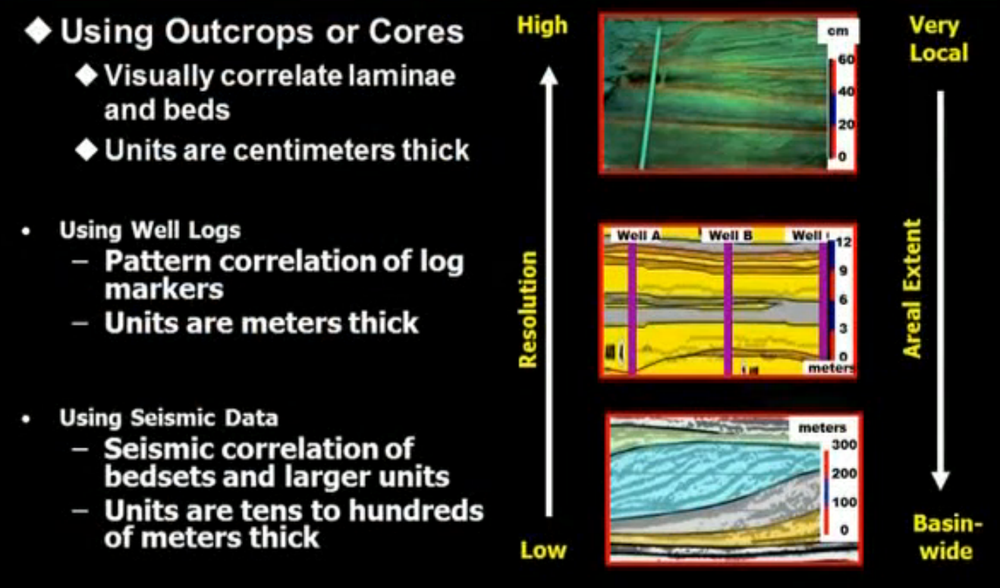 Using Outcrops or Cores
Visually correlate laminae
and beds
Units are centimeters thick
Using Well Logs
Pattern correlation of log
markers
Units are meters thick
Using Seismic Data
Seismic correlation of
bedsets and larger units
Units are tens to hundreds
of meters thick
High
Resolution
Low
cm
60
40
20
0
Well A
Well B
Well
12
9
6
3
0
meters
meters
300
200
100
0
Very
Local
Areal Extent
Basin-
wide